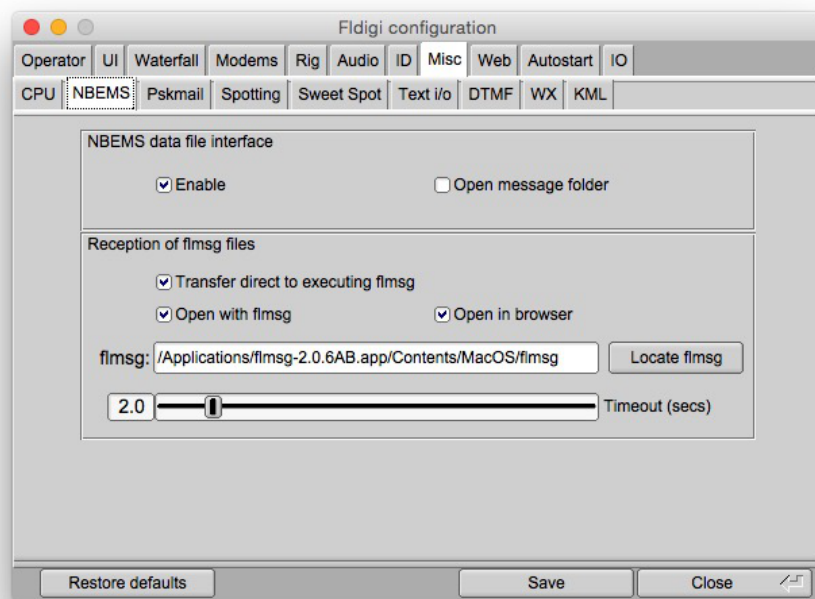 Fldigi configuration
Operator UI Waterfall Modems Rig Audio ID Misc Web Autostart IO
CPU NBEMS Pskmail Spotting Sweet Spot Text i/o DTMF WX KML
NBEMS data file interface
Enable Open message folder
Reception of flmsg files
Transfer direct to executing flmsg
Open with flmsg Open in browser
flmsg: /Applications/flmsg-2.0.6AB.app/Contents/MacOS/flmsg Locate flmsg
2.0 Timeout (secs)
Restore defaults Save Close